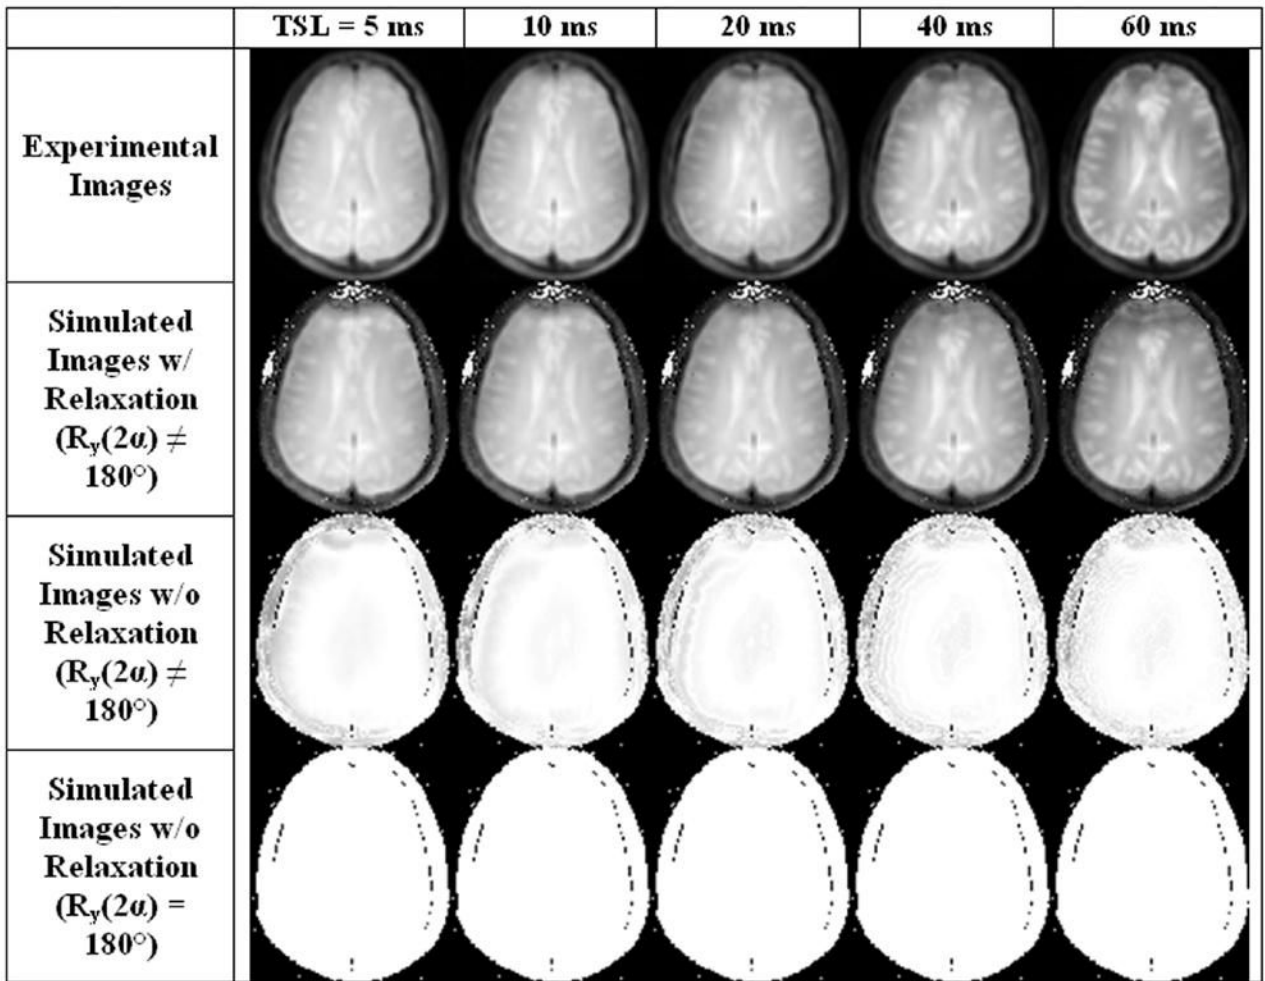 TSL = 5 ms 10 ms 20 ms 40 ms 60 ms
Experimental
Images
Simulated
Images w/
Relaxation
(Ry(2α) ≠
180°)
Simulated
Images w/o
Relaxation
(Ry(2α) ≠
180°)
Simulated
Images w/o
Relaxation
(Ry(2α) =
180°)